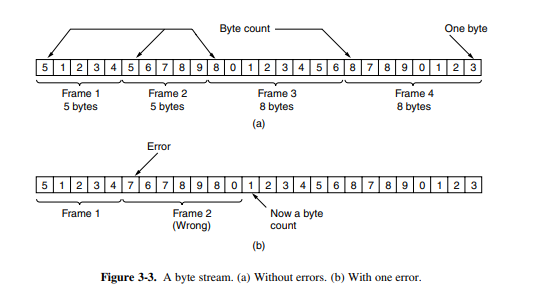 Byte count One byte
5 1 2 3 4 5 6 7 8 9 8 0 1 2 3 4 5 6 8 7 8 9 0 1 2 3
Frame 1 Frame 2 Frame 3 Frame 4
5 bytes 5 bytes 8 bytes 8 bytes
(a)
Error
5 1 2 3 4 7 6 7 8 9 8 0 1 2 3 4 5 6 8 7 8 9 0 1 2 3
Frame 1 Frame 2 Now a byte
(Wrong) count
(b)
Figure 3-3. A byte stream. (a) Without errors. (b) With one error.